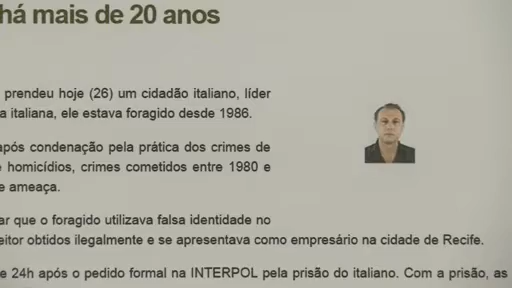 há mais de 20 anos
prendeu hoje (26) um cidadão italiano, líder
a italiana, ele estava foragido desde 1986.
após condenação pela prática dos crimes de
e homicídios, crimes cometidos entre 1980 e
e ameaça.
ar que o foragido utilizava falsa identidade no
eitor obtidos ilegalmente e se apresentava como empresário na cidade de Recife.
e 24h após o pedido formal na INTERPOL pela prisão do italiano. Com a prisão, as